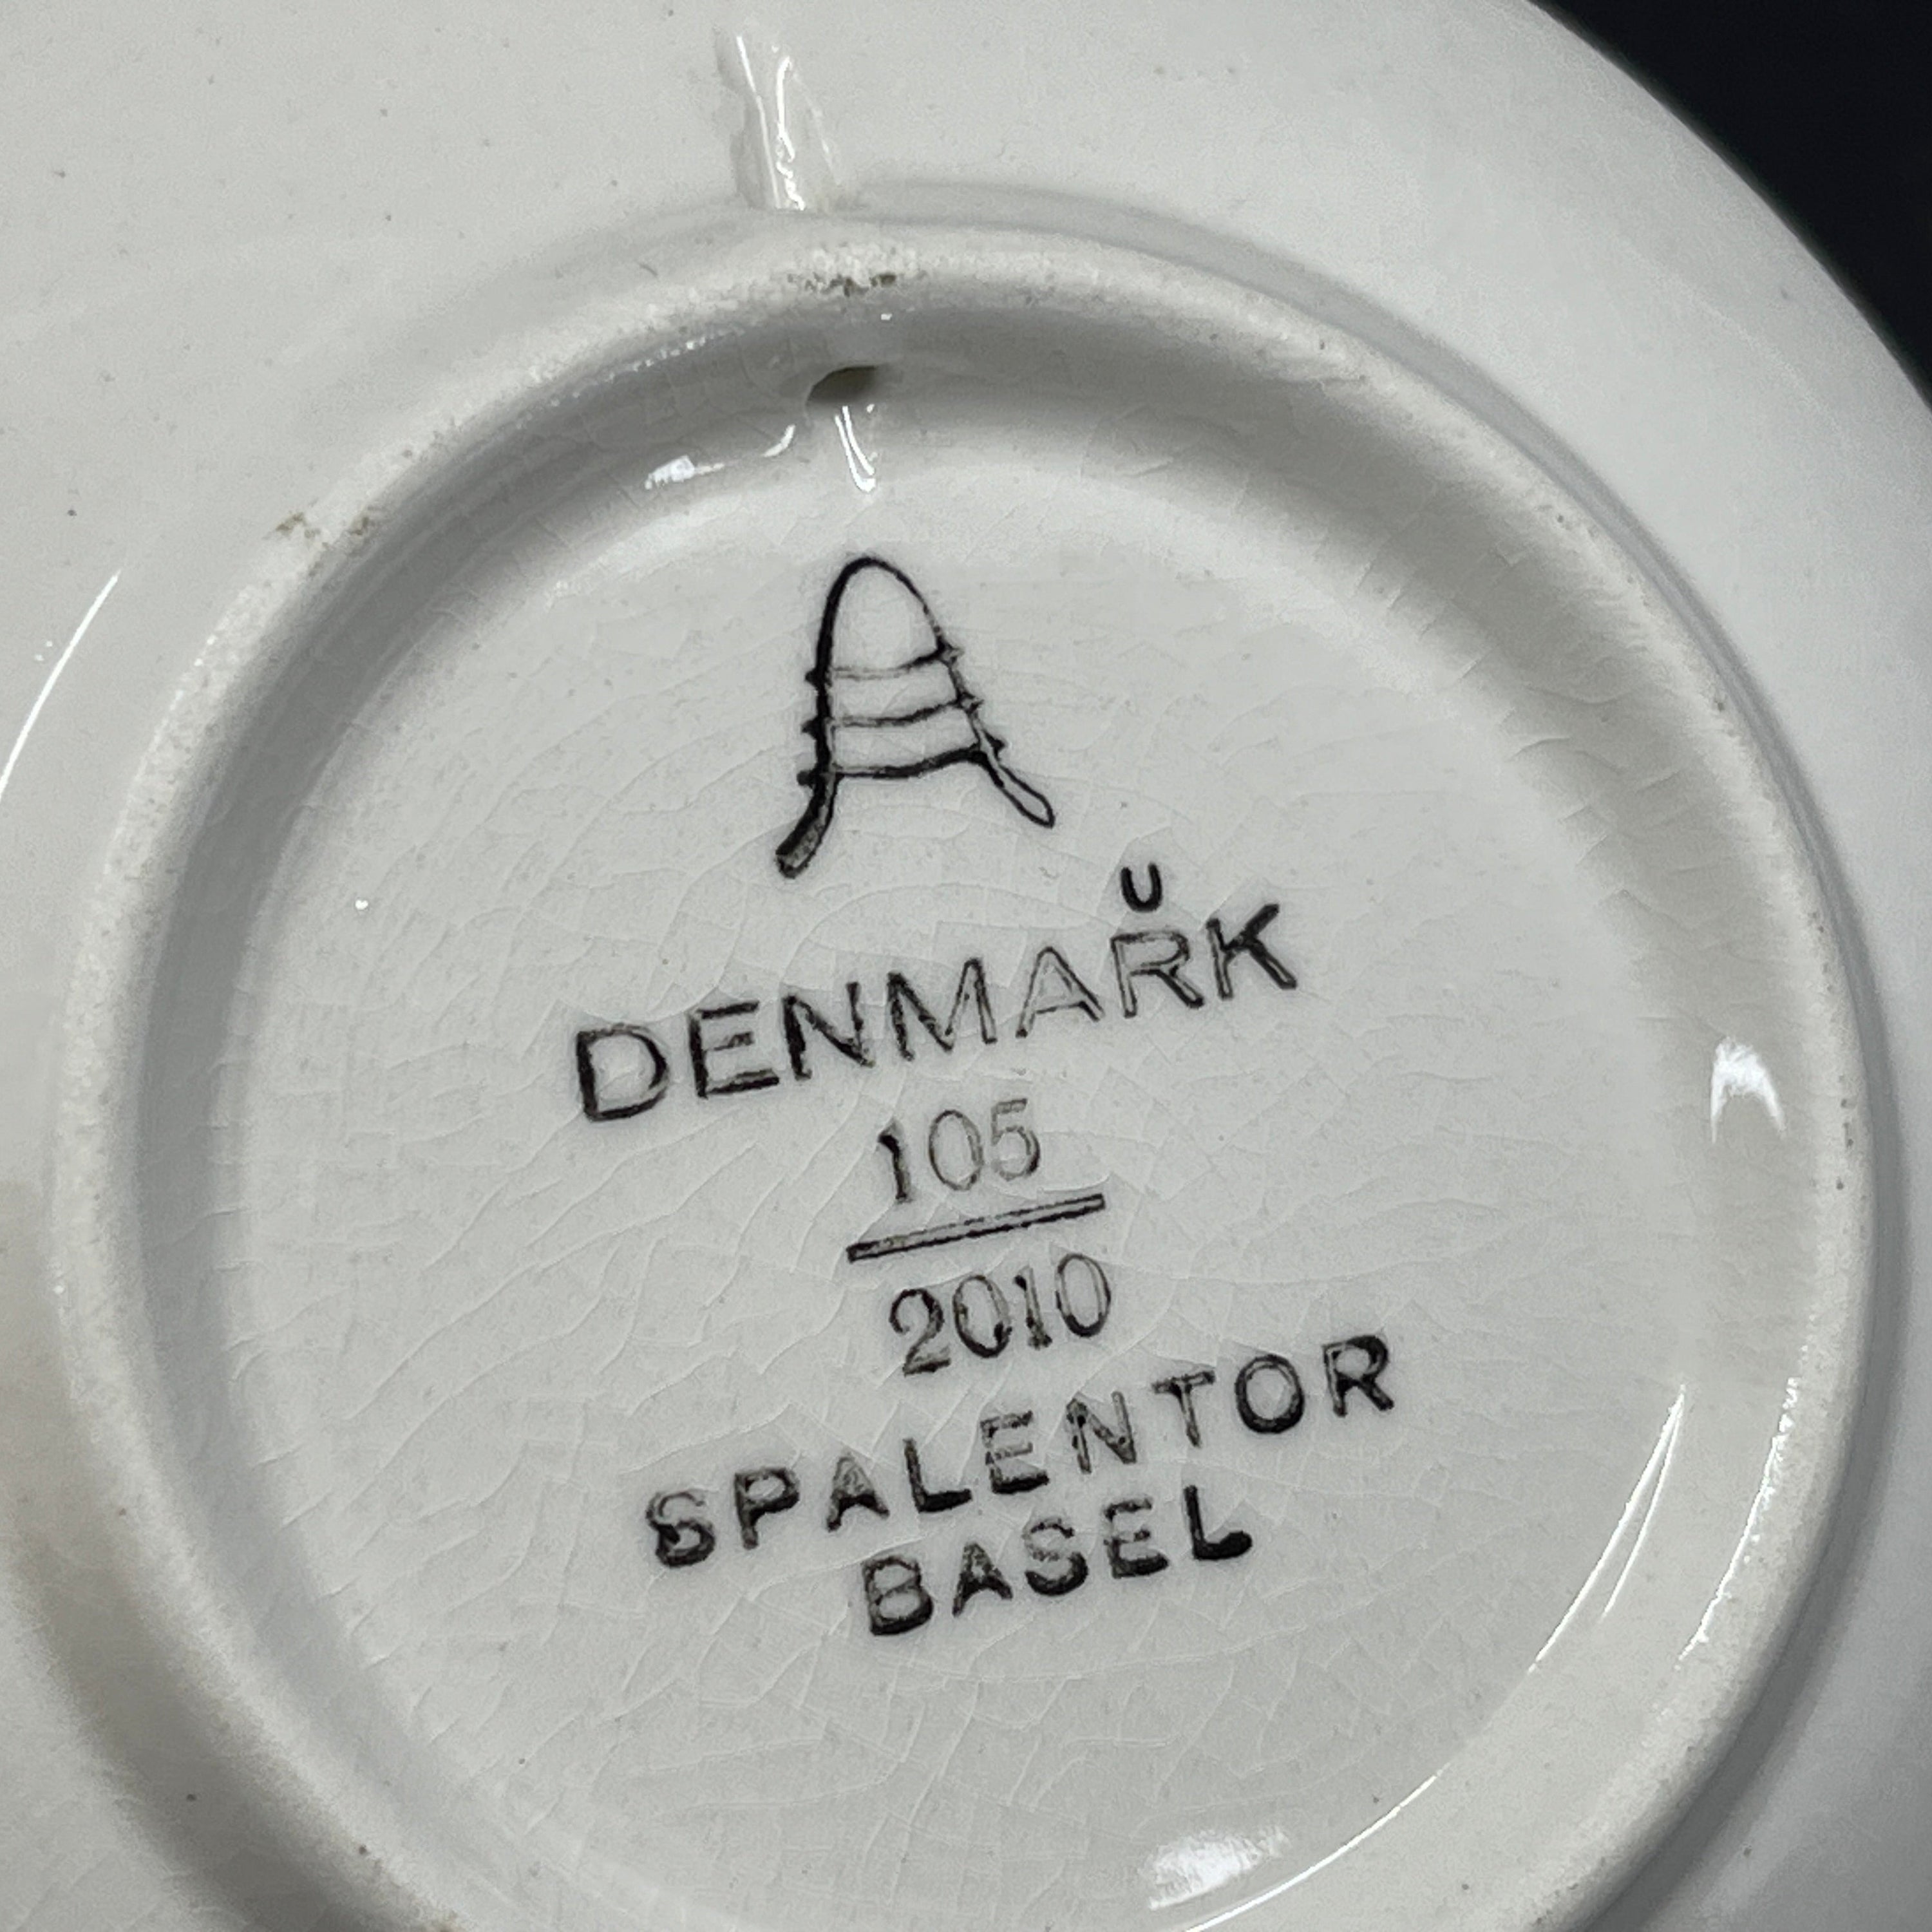 U
DENMARK
105
2010
SPALENTOR
BASEL